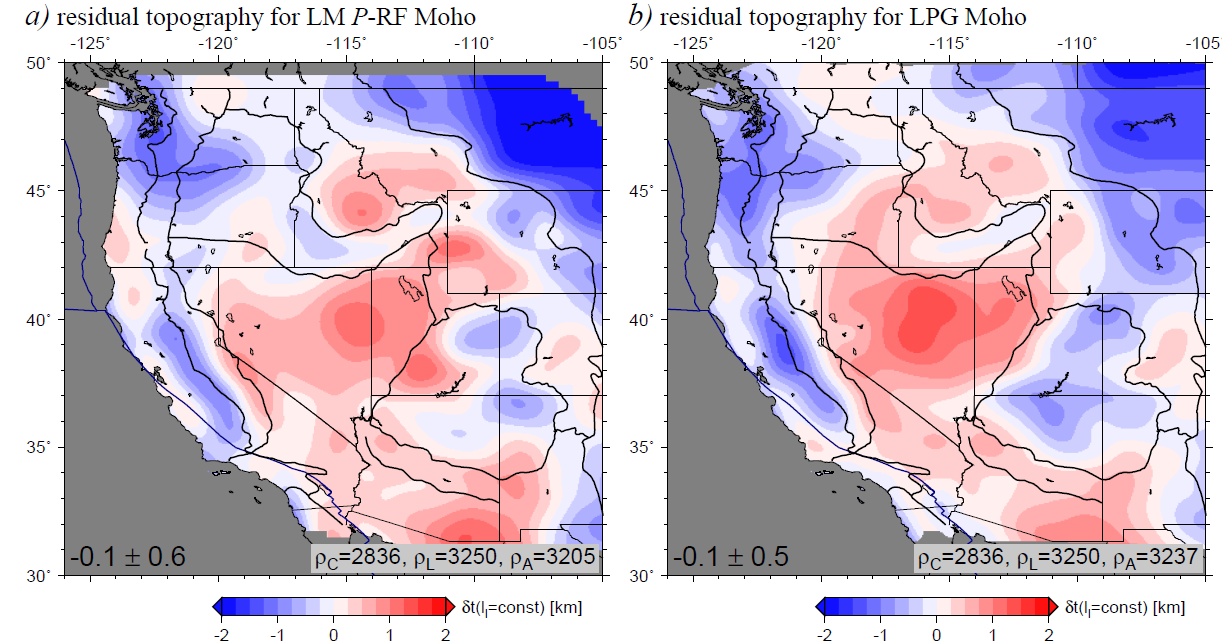 a) residual topography for LM P-RF Moho
-125˚ -120˚ -115˚ -110˚ -105˚
50˚
45˚
40˚
35˚
30˚
-0.1 ± 0.6
ρC=2836, ρL=3250, ρA=3205
-2 -1 0 1 2
δt(lI=const) [km]
b) residual topography for LPG Moho
-125˚ -120˚ -115˚ -110˚ -105˚
50˚
45˚
40˚
35˚
30˚
-0.1 ± 0.5
ρC=2836, ρL=3250, ρA=3237
-2 -1 0 1 2
δt(lI=const) [km]